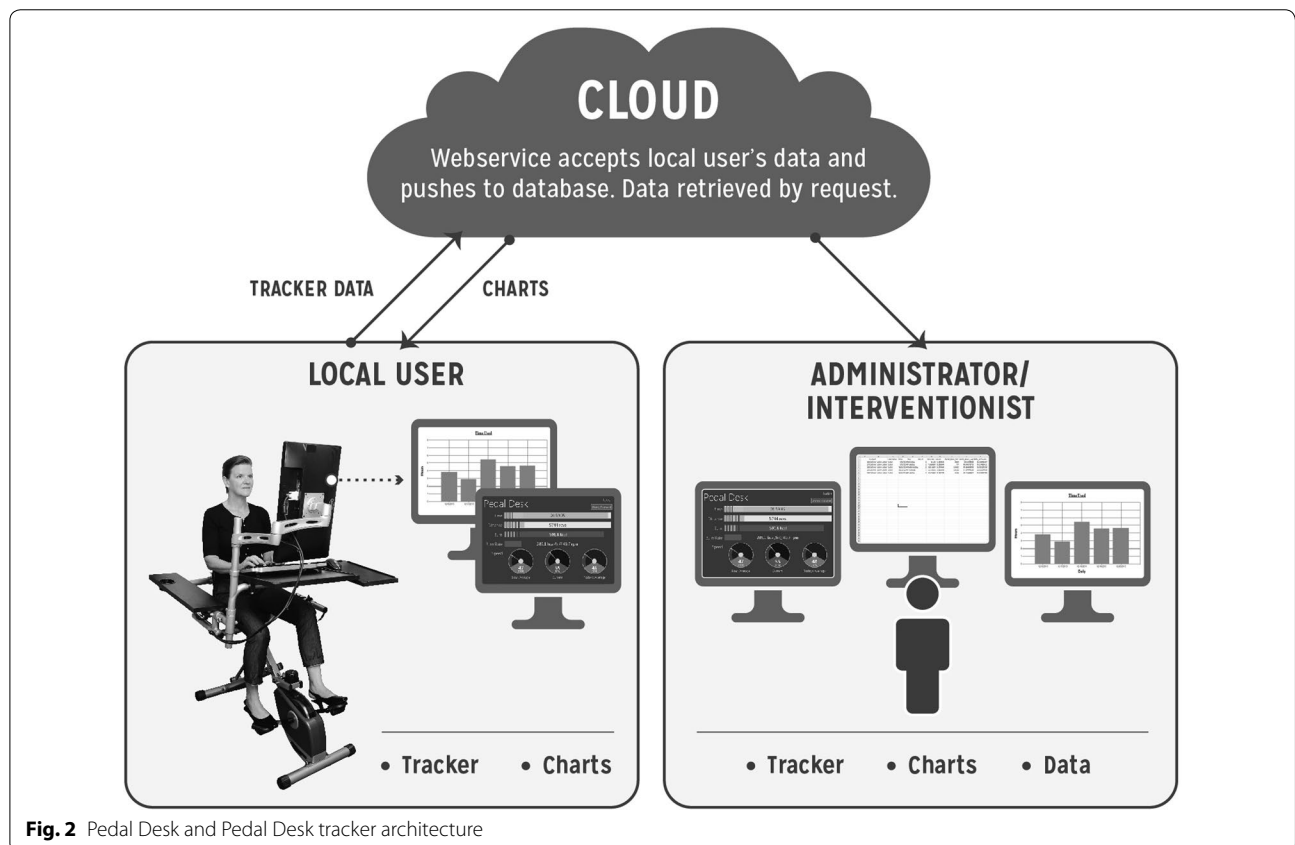 CLOUD
Webservice accepts local user's data and
pushes to database. Data retrieved by request.
TRACKER DATA
CHARTS
LOCAL USER
Pedal Desk
• Tracker • Charts
ADMINISTRATOR/
INTERVENTIONIST
Pedal Desk
Daily
• Tracker • Charts • Data
Fig. 2 Pedal Desk and Pedal Desk tracker architecture